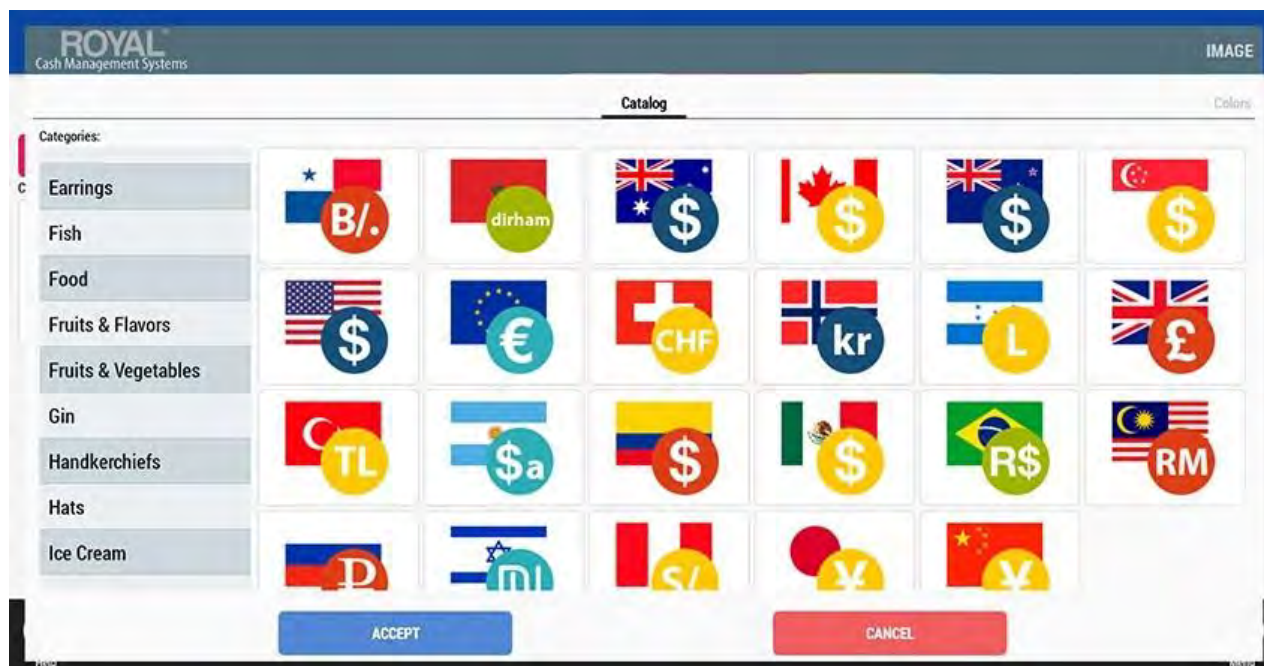 ROYAL
Cash Management Systems
IMAGE
Catalog
Colors
Categories:
C
Earrings
Fish
Food
Fruits & Flavors
Fruits & Vegetables
Gin
Handkerchiefs
Hats
Ice Cream
B/.
dirham
$
$
$
$
$
€
CHF
kr
L
£
TL
$a
$
$
R$
RM
₽
₪
S/
¥
¥
ACCEPT
CANCEL